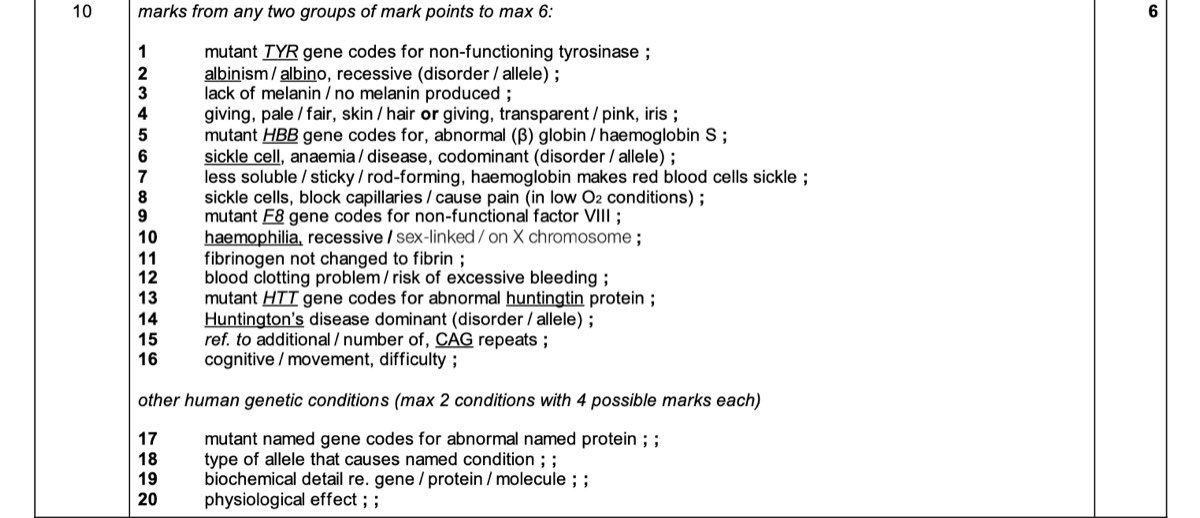 10 marks from any two groups of mark points to max 6: 6
1 mutant TYR gene codes for non-functioning tyrosinase ;
2 albinism / albino, recessive (disorder / allele) ;
3 lack of melanin / no melanin produced ;
4 giving, pale / fair, skin / hair or giving, transparent / pink, iris ;
5 mutant HBB gene codes for, abnormal (β) globin / haemoglobin S ;
6 sickle cell, anaemia / disease, codominant (disorder / allele) ;
7 less soluble / sticky / rod-forming, haemoglobin makes red blood cells sickle ;
8 sickle cells, block capillaries / cause pain (in low O₂ conditions) ;
9 mutant F8 gene codes for non-functional factor VIII ;
10 haemophilia, recessive / sex-linked / on X chromosome ;
11 fibrinogen not changed to fibrin ;
12 blood clotting problem / risk of excessive bleeding ;
13 mutant HTT gene codes for abnormal huntingtin protein ;
14 Huntington's disease dominant (disorder / allele) ;
15 ref. to additional / number of, CAG repeats ;
16 cognitive / movement, difficulty ;
other human genetic conditions (max 2 conditions with 4 possible marks each)
17 mutant named gene codes for abnormal named protein ; ;
18 type of allele that causes named condition ; ;
19 biochemical detail re. gene / protein / molecule ; ;
20 physiological effect ; ;